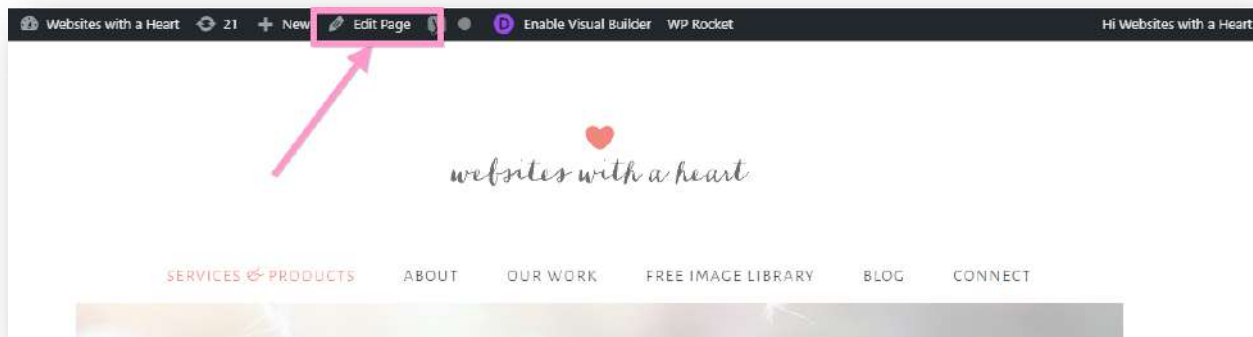 Websites with a Heart 21 New Edit Page Enable Visual Builder WP Rocket Hi Websites with a Heart
websites with a heart
SERVICES & PRODUCTS ABOUT OUR WORK FREE IMAGE LIBRARY BLOG CONNECT